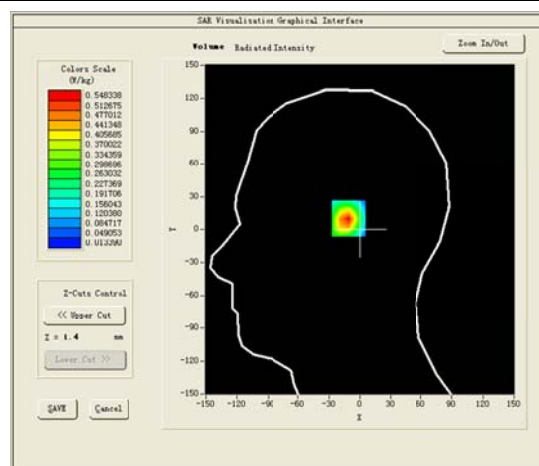 SAR Visualization Graphical Interface
Volume Radiated Intensity
Zoom In/Out
Colors Scale
(W/kg)
0.548338
0.512675
0.477012
0.441348
0.405685
0.370022
0.334359
0.298696
0.263032
0.227369
0.191706
0.156043
0.120380
0.084717
0.049053
0.013390
Z-Cuts Control
<< Upper Cut
Z = 1.4 mm
Lower Cut >>
SAVE Cancel
150
120
90
60
30
0
-30
-60
-90
-120
-150
Y
-150 -120 -90 -60 -30 0 30 60 90 120 150
X